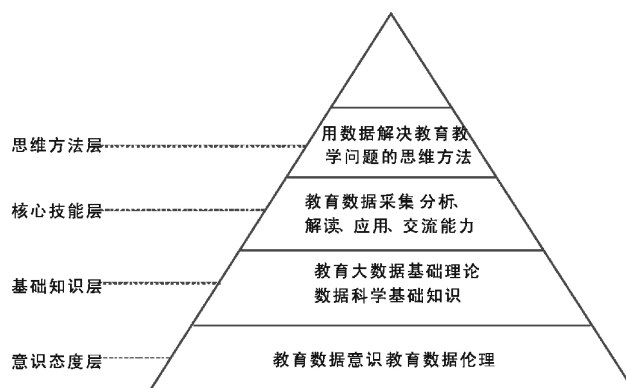 思维方法层
用数据解决教育教
学问题的思维方法
核心技能层
教育数据采集 分析、
解读、应用、交流能力
基础知识层
教育大数据基础理论
数据科学基础知识
意识态度层
教育数据意识 教育数据伦理